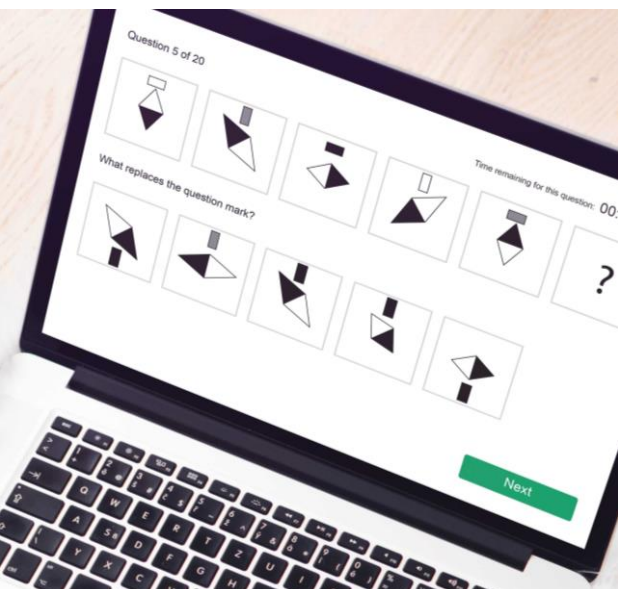 Question 5 of 20
Time remaining for this question: 00:
What replaces the question mark?
?
Next
Q
W
E
R
T
Z
U
I
A
S
D
F
G
H
Y
X
C